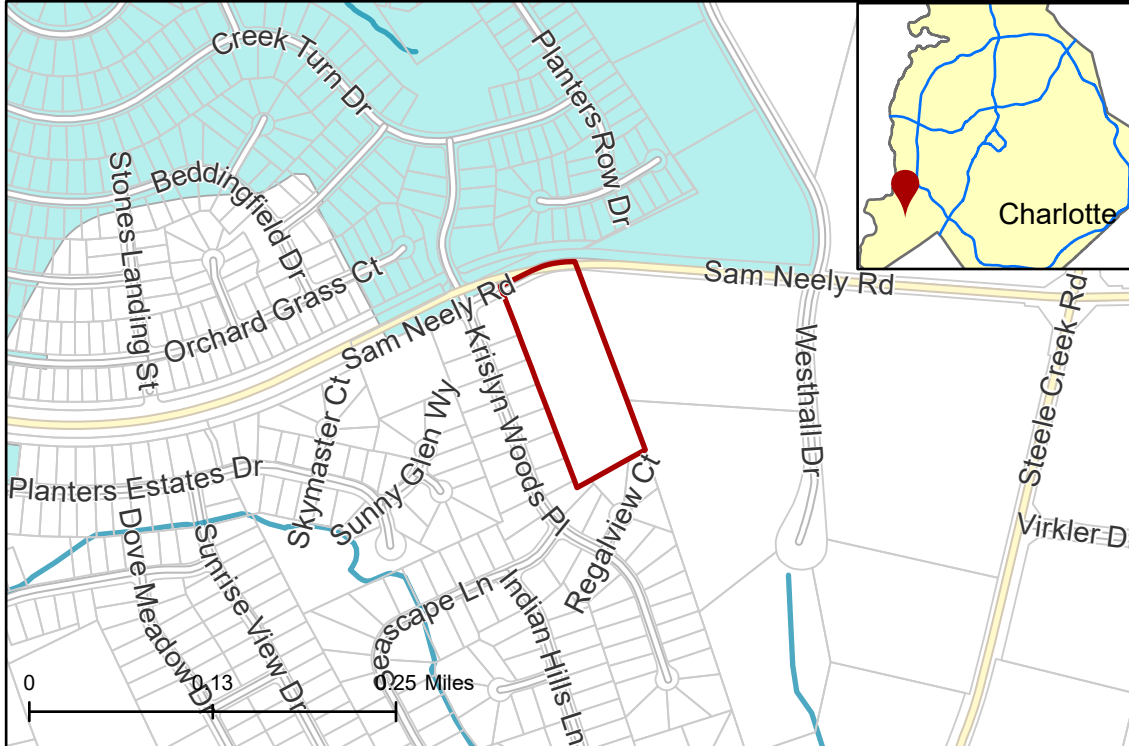 Creek Turn Dr
Planters Row Dr
Charlotte
Stones Landing St
Beddingfield Dr
Orchard Grass Ct
Sam Neely Rd
Sam Neely Rd
Krislyn Woods Pl
Westhall Dr
Steele Creek Rd
Skymaster Ct
Sunny Glen Wy
Planters Estates Dr
Regalview Ct
Virkler D
Dove Meadow Dr
Sunrise View Dr
Seascape Ln
Indian Hills Ln
0 0.13 0.25 Miles